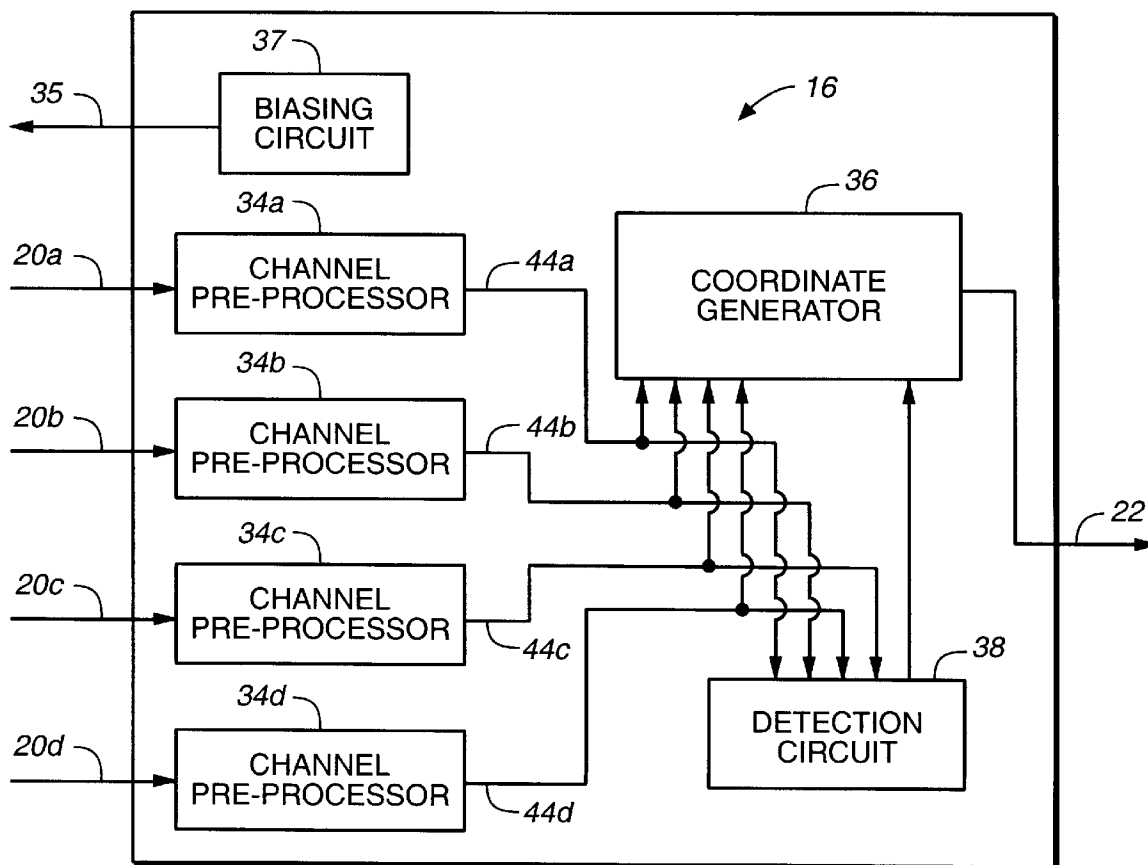 37
35
BIASING
CIRCUIT
16
34a
36
20a
CHANNEL
PRE-PROCESSOR
44a
COORDINATE
GENERATOR
34b
20b
CHANNEL
PRE-PROCESSOR
44b
22
34c
20c
CHANNEL
PRE-PROCESSOR
44c
38
34d
20d
CHANNEL
PRE-PROCESSOR
44d
DETECTION
CIRCUIT